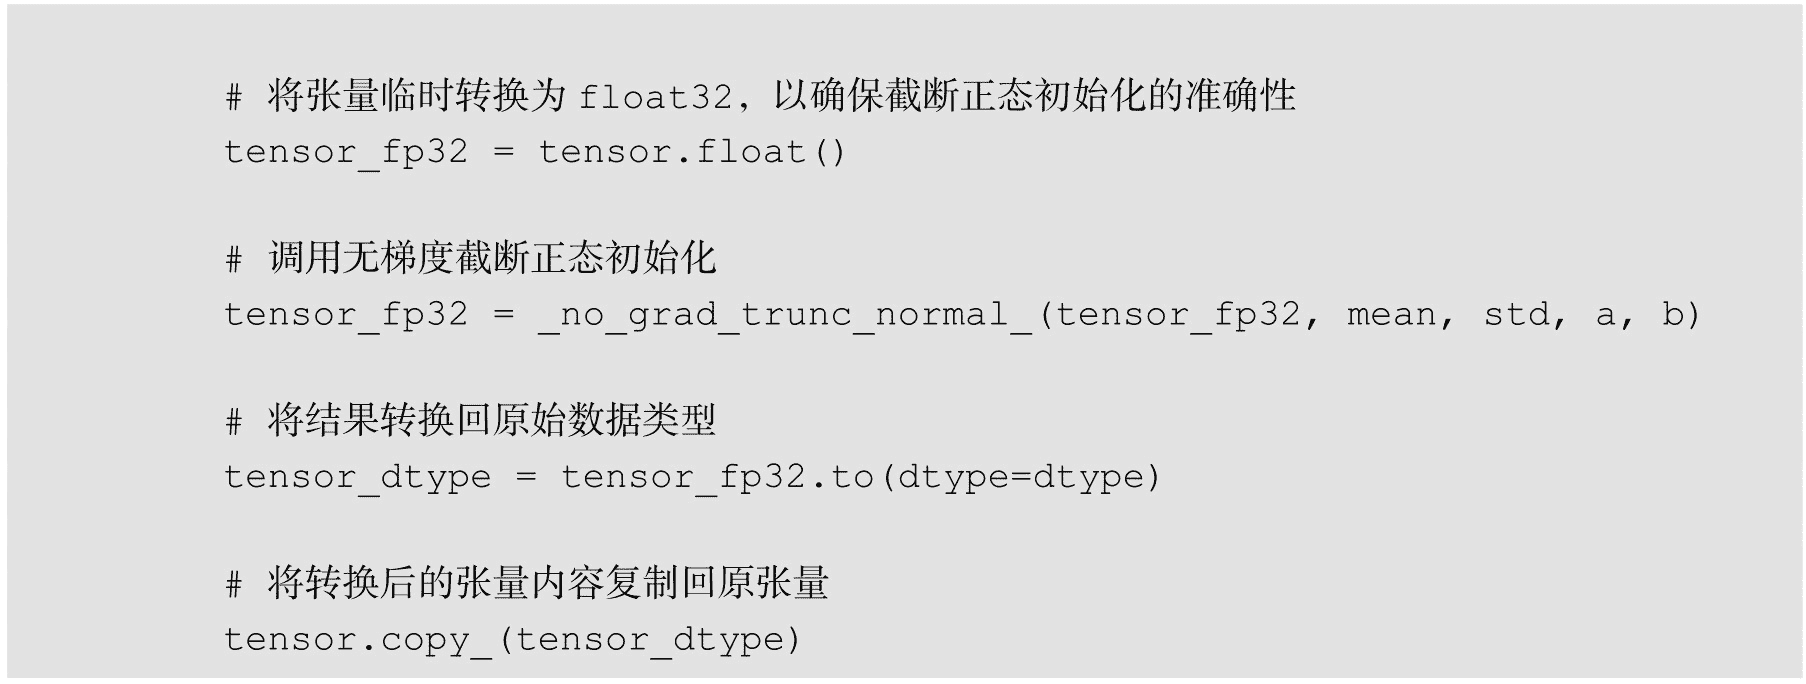 # 将张量临时转换为 float32, 以确保截断正态初始化的准确性
tensor_fp32 = tensor.float()
# 调用无梯度截断正态初始化
tensor_fp32 = _no_grad_trunc_normal_(tensor_fp32, mean, std, a, b)
# 将结果转换回原始数据类型
tensor_dtype = tensor_fp32.to(dtype=dtype)
# 将转换后的张量内容复制回原张量
tensor.copy_(tensor_dtype)